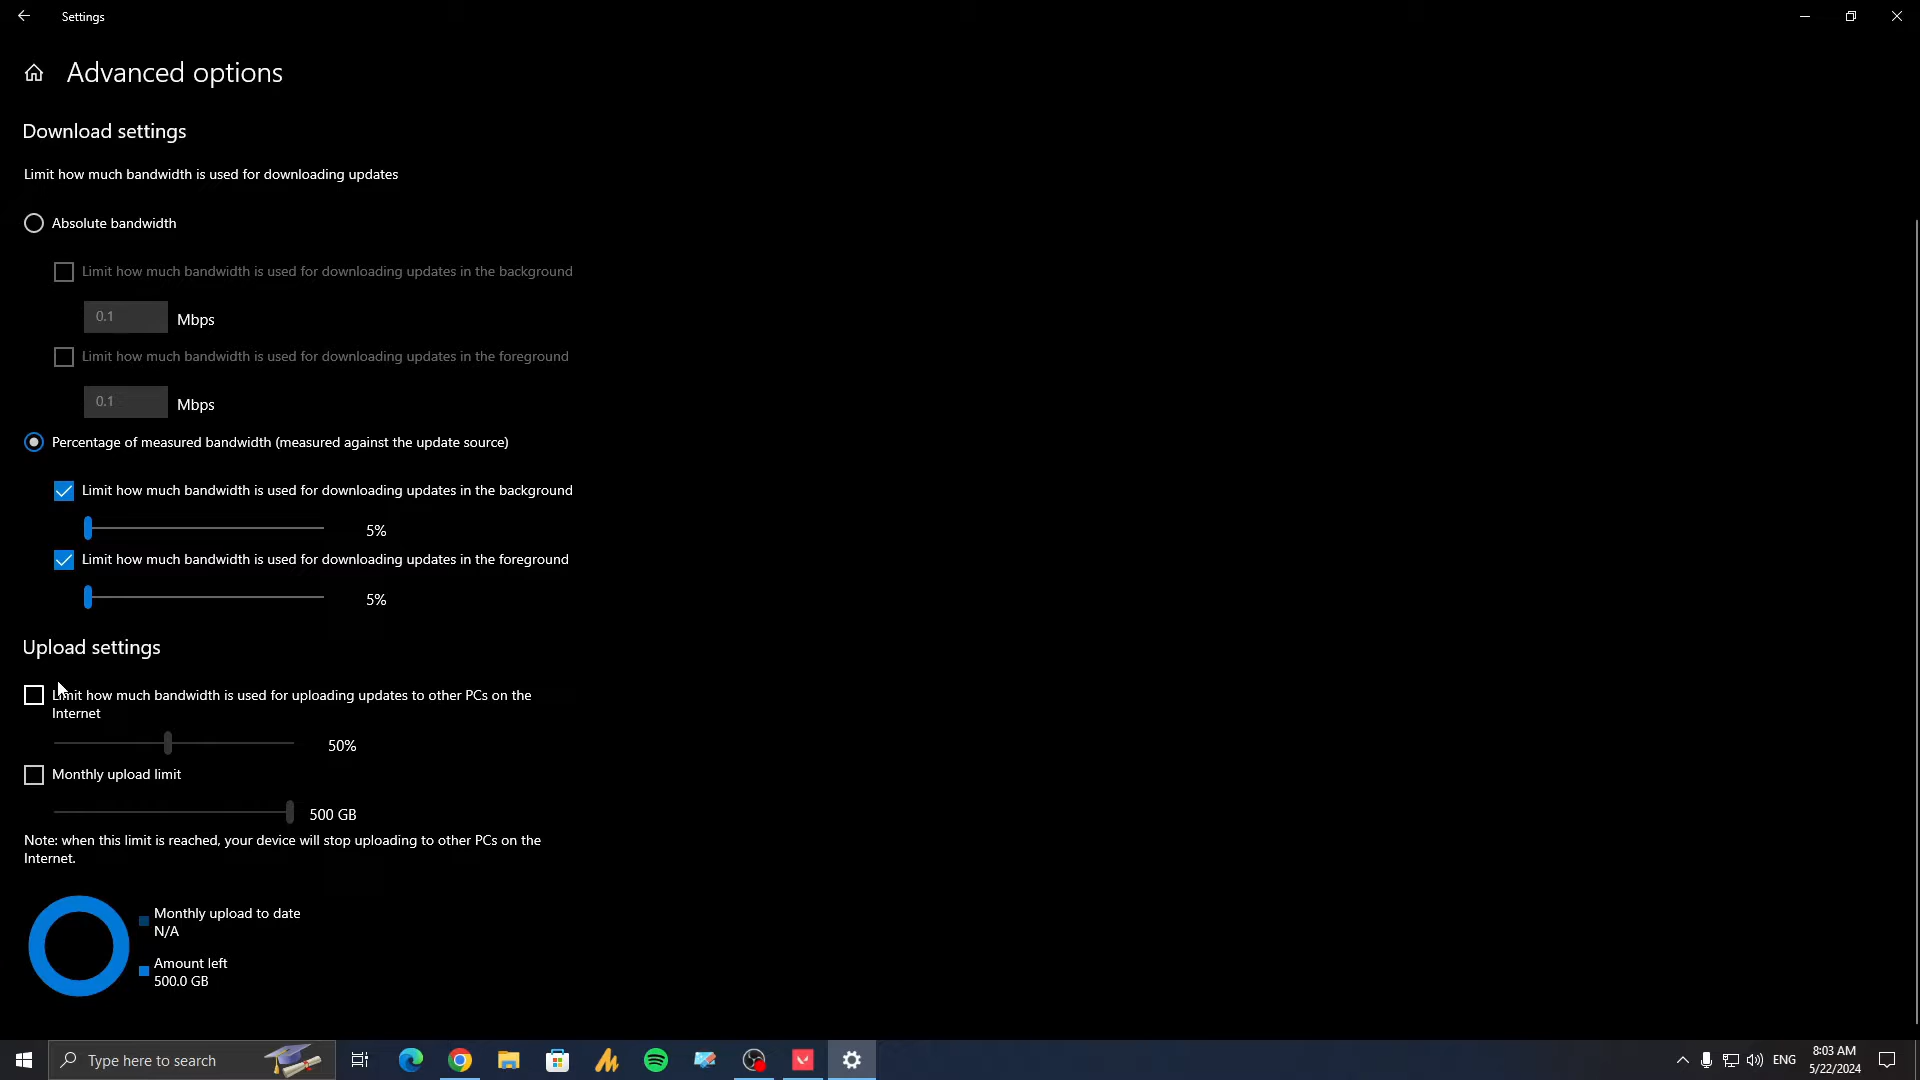 Settings
Advanced options
Download settings
Limit how much bandwidth is used for downloading updates
Absolute bandwidth
Limit how much bandwidth is used for downloading updates in the background
0.1
Mbps
Limit how much bandwidth is used for downloading updates in the foreground
0.1
Mbps
Percentage of measured bandwidth (measured against the update source)
Limit how much bandwidth is used for downloading updates in the background
5%
Limit how much bandwidth is used for downloading updates in the foreground
5%
Upload settings
Limit how much bandwidth is used for uploading updates to other PCs on the
Internet
50%
Monthly upload limit
500 GB
Note: when this limit is reached, your device will stop uploading to other PCs on the
Internet.
Monthly upload to date
N/A
Amount left
500.0 GB
Type here to search
ENG
8:03 AM
5/22/2024